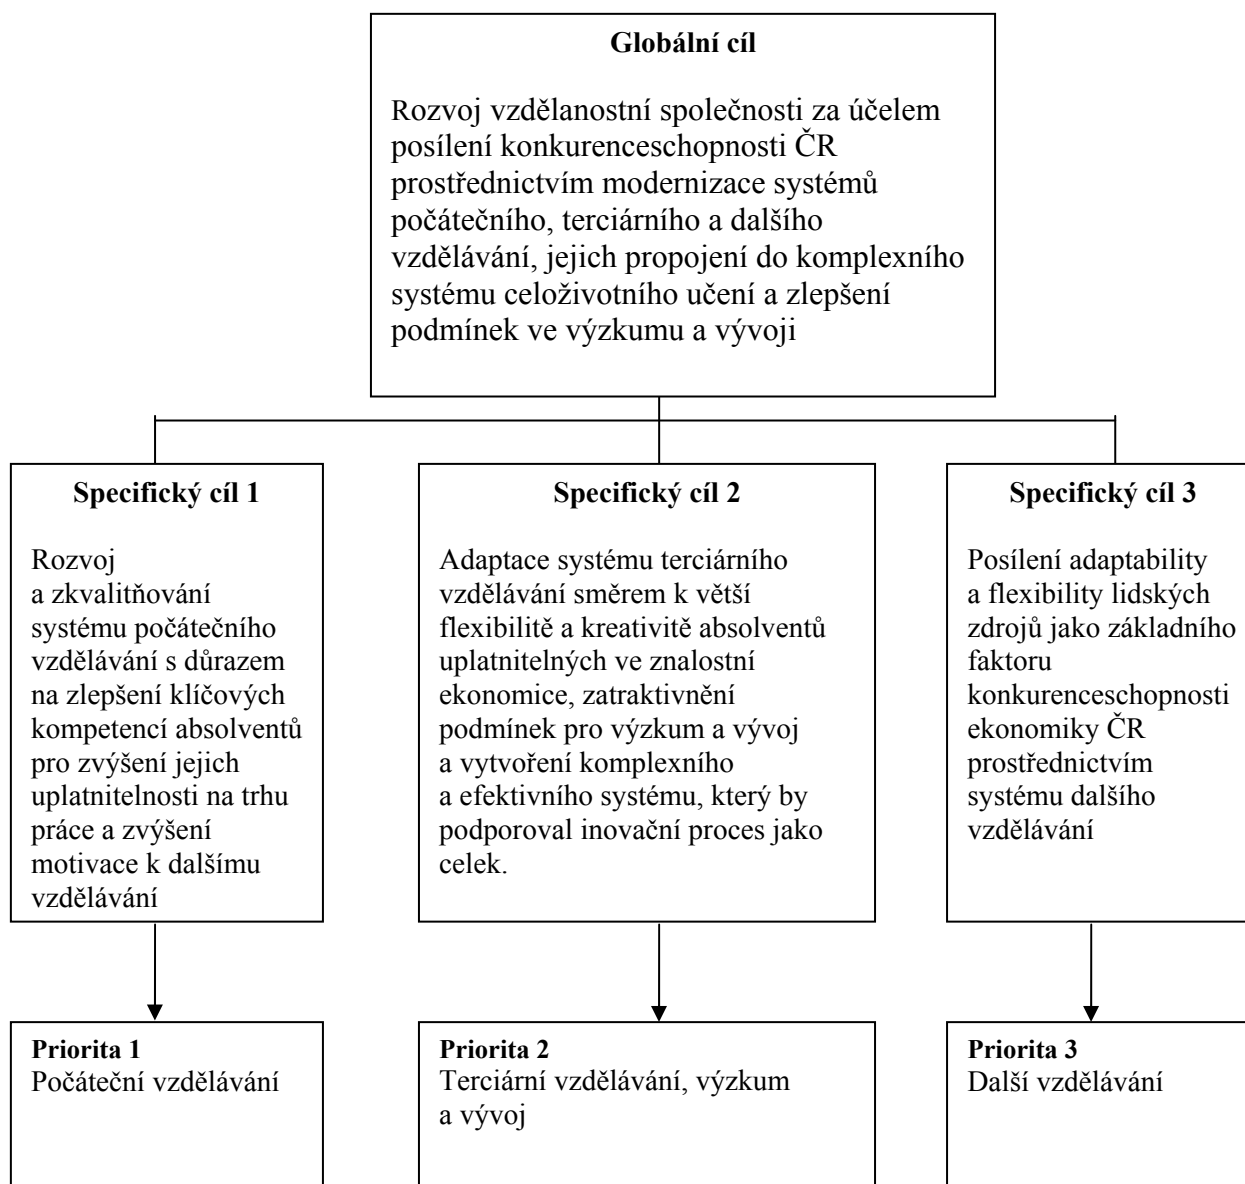 Globální cíl
Rozvoj vzdělanostní společnosti za účelem
posílení konkurenceschopnosti ČR
prostřednictvím modernizace systémů
počátečního, terciárního a dalšího
vzdělávání, jejich propojení do komplexního
systému celoživotního učení a zlepšení
podmínek ve výzkumu a vývoji
Specifický cíl 1
Rozvoj
a zkvalitňování
systému počátečního
vzdělávání s důrazem
na zlepšení klíčových
kompetencí absolventů
pro zvýšení jejich
uplatnitelnosti na trhu
práce a zvýšení
motivace k dalšímu
vzdělávání
Specifický cíl 2
Adaptace systému terciárního
vzdělávání směrem k větší
flexibilitě a kreativitě absolventů
uplatnitelných ve znalostní
ekonomice, zatraktivnění
podmínek pro výzkum a vývoj
a vytvoření komplexního
a efektivního systému, který by
podporoval inovační proces jako
celek.
Specifický cíl 3
Posílení adaptability
a flexibility lidských
zdrojů jako základního
faktoru
konkurenceschopnosti
ekonomiky ČR
prostřednictvím
systému dalšího
vzdělávání
Priorita 1
Počáteční vzdělávání
Priorita 2
Terciární vzdělávání, výzkum
a vývoj
Priorita 3
Další vzdělávání